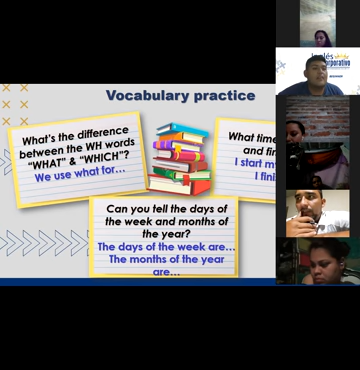 Vocabulary practice
What's the difference
between the WH words
"WHAT" & "WHICH"?
We use what for…
What time
and fin
I start m
I fini
Can you tell the days of
the week and months of
the year?
The days of the week are…
The months of the year
are…
Inglés
corporativo